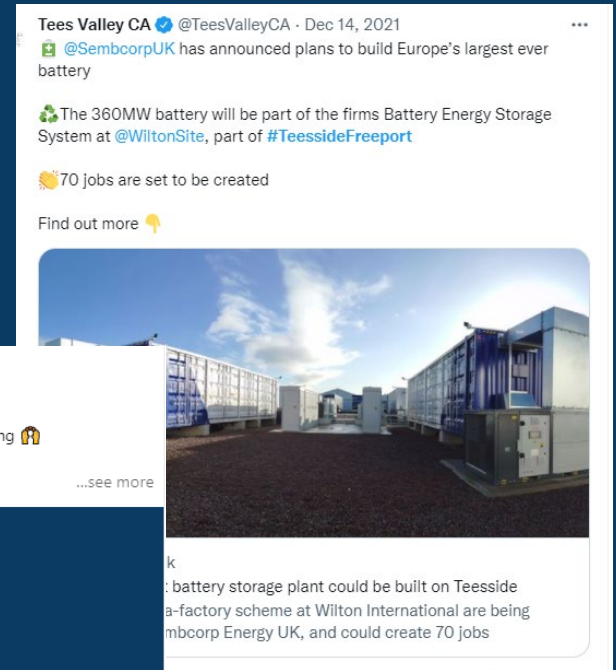 Tees Valley CA @TeesValleyCA · Dec 14, 2021
@SembcorpUK has announced plans to build Europe's largest ever
battery
The 360MW battery will be part of the firms Battery Energy Storage
System at @WiltonSite, part of #TeessideFreeport
70 jobs are set to be created
Find out more
...see more
battery storage plant could be built on Teesside
a-factory scheme at Wilton International are being
mbcorp Energy UK, and could create 70 jobs